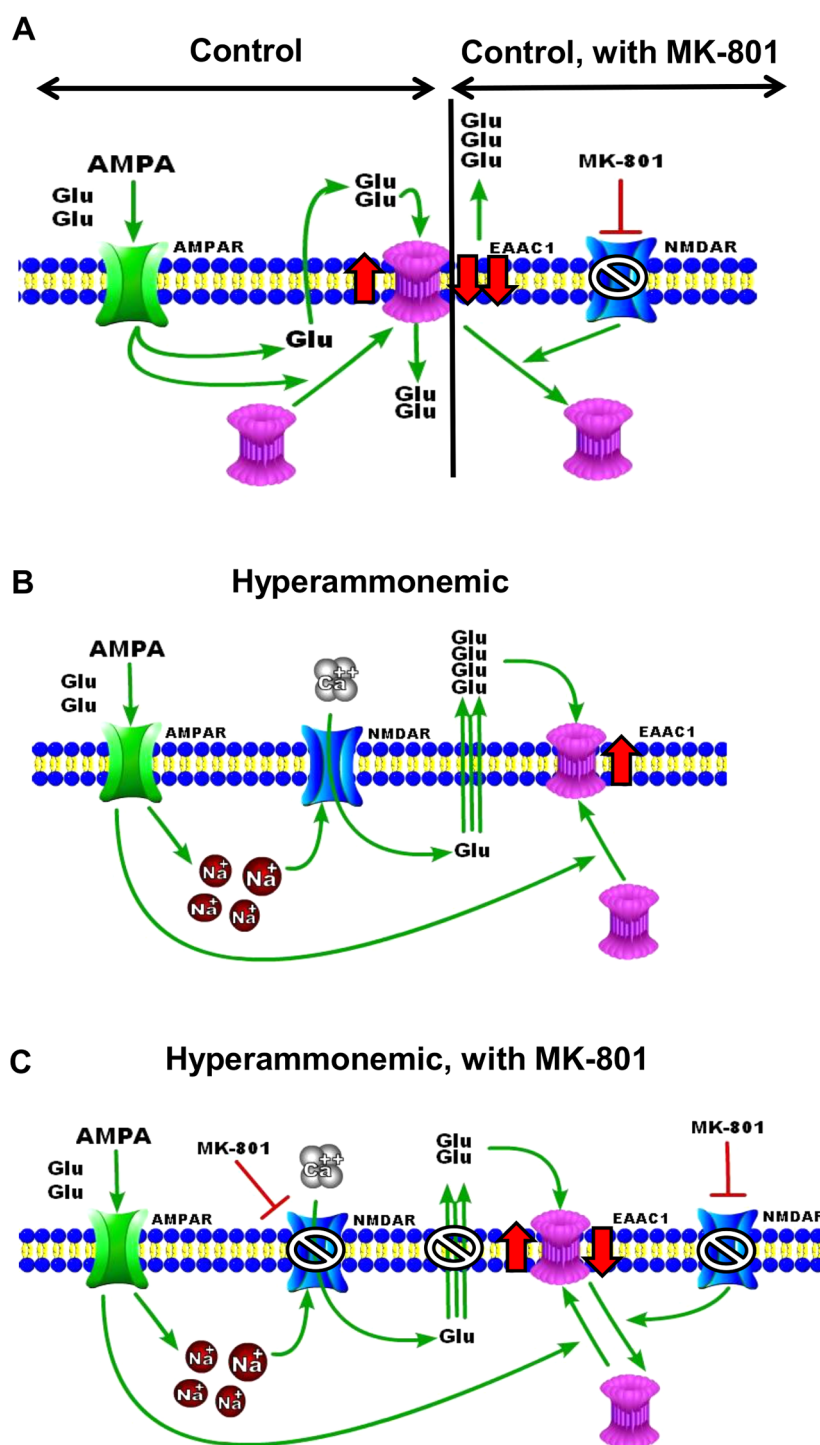 A
Control
Control, with MK-801
AMPA
Glu
Glu
AMPAR
Glu
Glu
Glu
Glu
Glu
Glu
Glu
Glu
MK-801
EAAC1
NMDAR
B
Hyperammonemic
AMPA
Glu
Glu
AMPAR
Ca++
NMDAR
Glu
Glu
Glu
Glu
EAAC1
Glu
Na+
Na+
Na+
Na+
C
Hyperammonemic, with MK-801
AMPA
Glu
Glu
AMPAR
MK-801
Ca++
NMDAR
Glu
Glu
EAAC1
MK-801
NMDAR
Glu
Na+
Na+
Na+
Na+